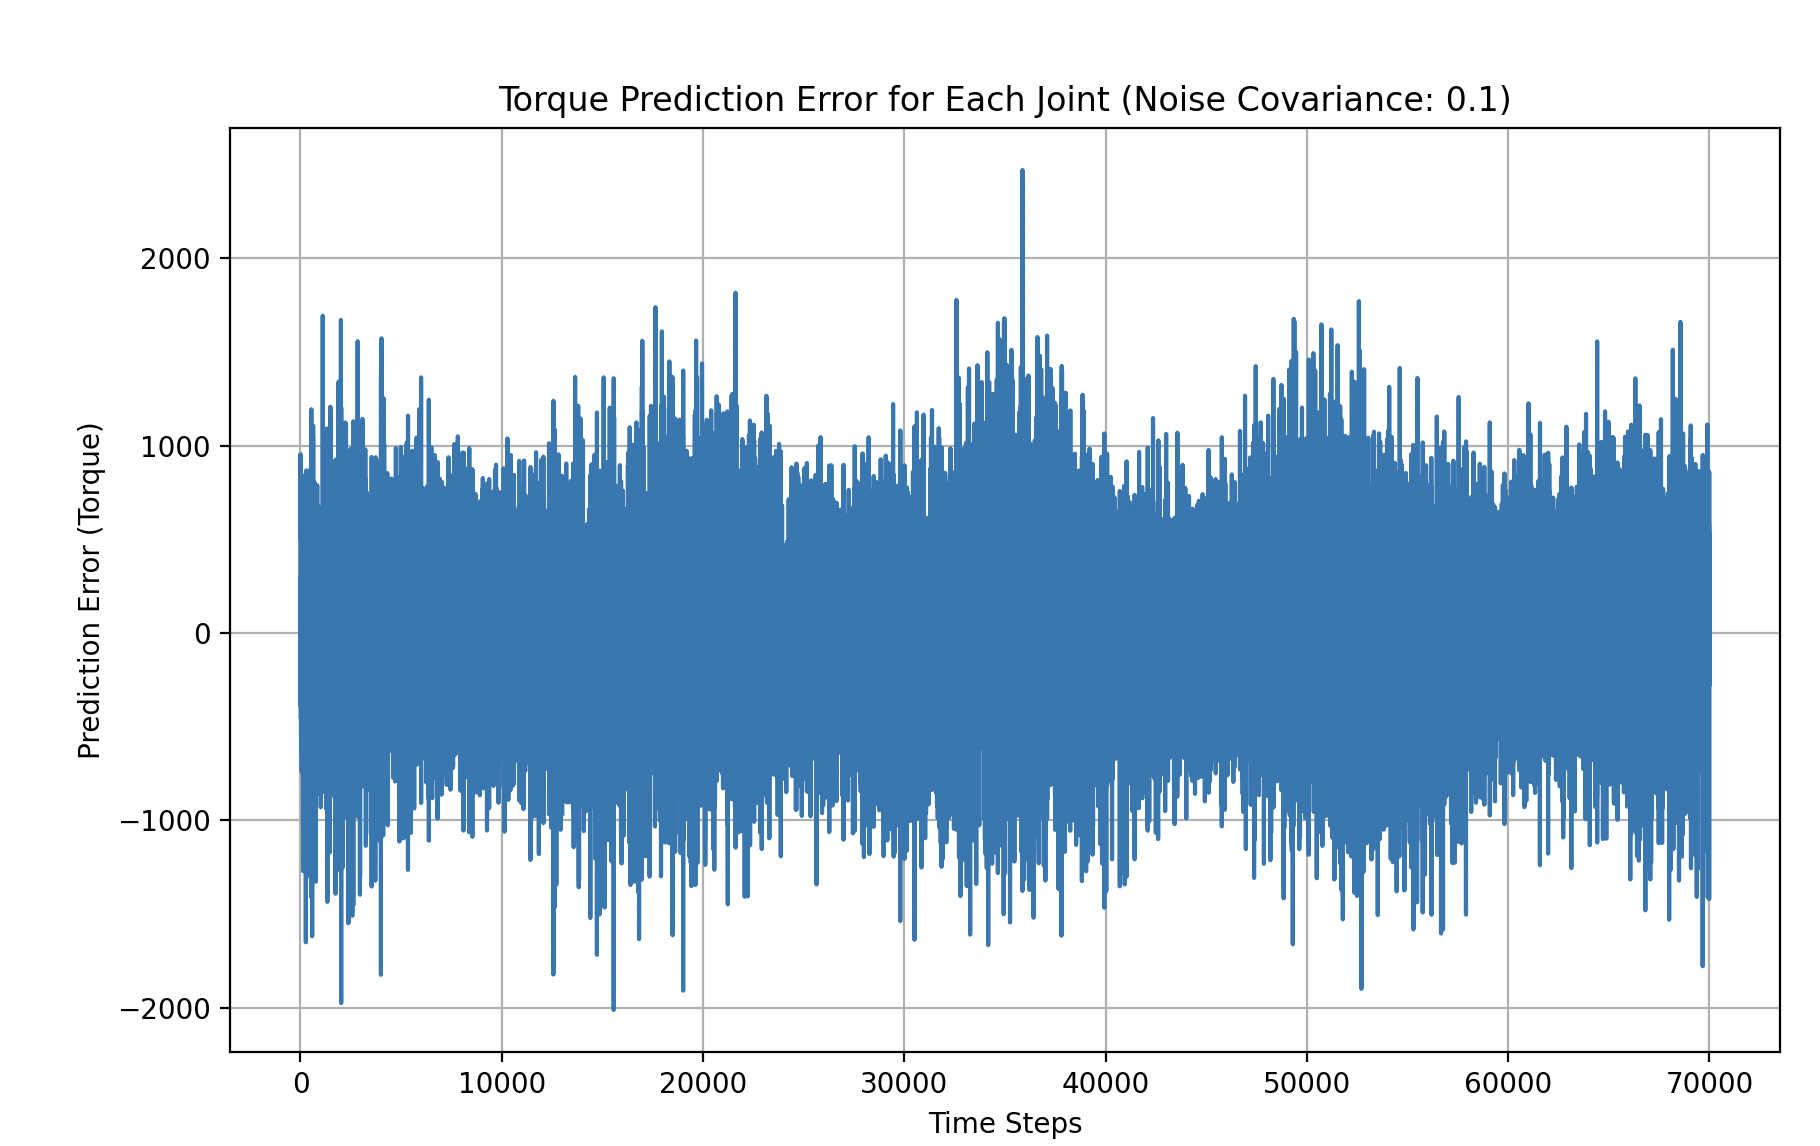 Torque Prediction Error for Each Joint (Noise Covariance: 0.1)
Prediction Error (Torque)
2000
1000
0
−1000
−2000
0 10000 20000 30000 40000 50000 60000 70000
Time Steps